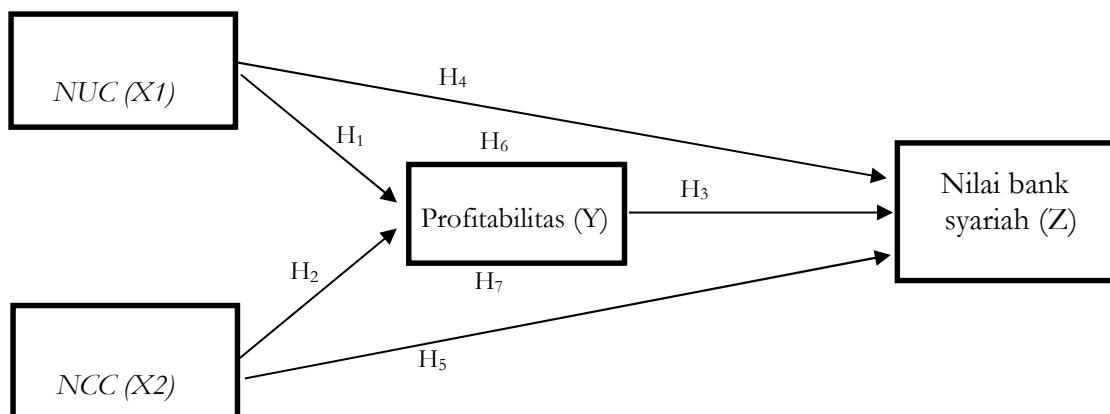 NUC (X1)
H4
H1
H6
Profitabilitas (Y)
H3
Nilai bank
syariah (Z)
H2
H7
H5
NCC (X2)